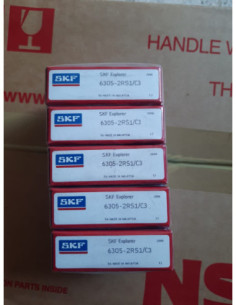 HANDLE
TH
SKF
SKF Explorer
6305-2RS1/C3
SKF
SKF Explorer
6305-2RS1/C3
SKF
SKF Explorer
6305-2RS1/C3
SKF
SKF Explorer
6305-2RS1/C3
SKF
SKF Explorer
6305-2RS1/C3
NS
PARTS INSIDE